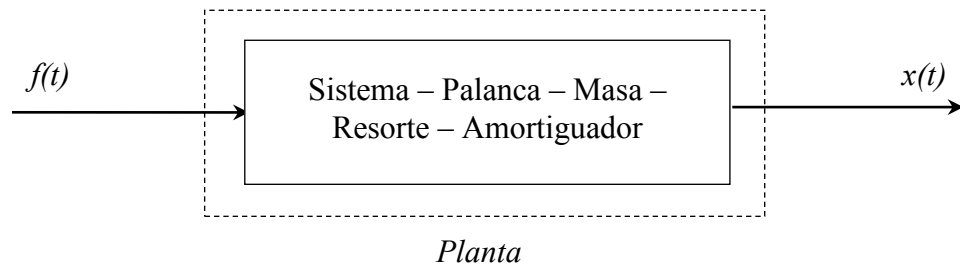 f(t)
x(t)
Sistema – Palanca – Masa –
Resorte – Amortiguador
Planta